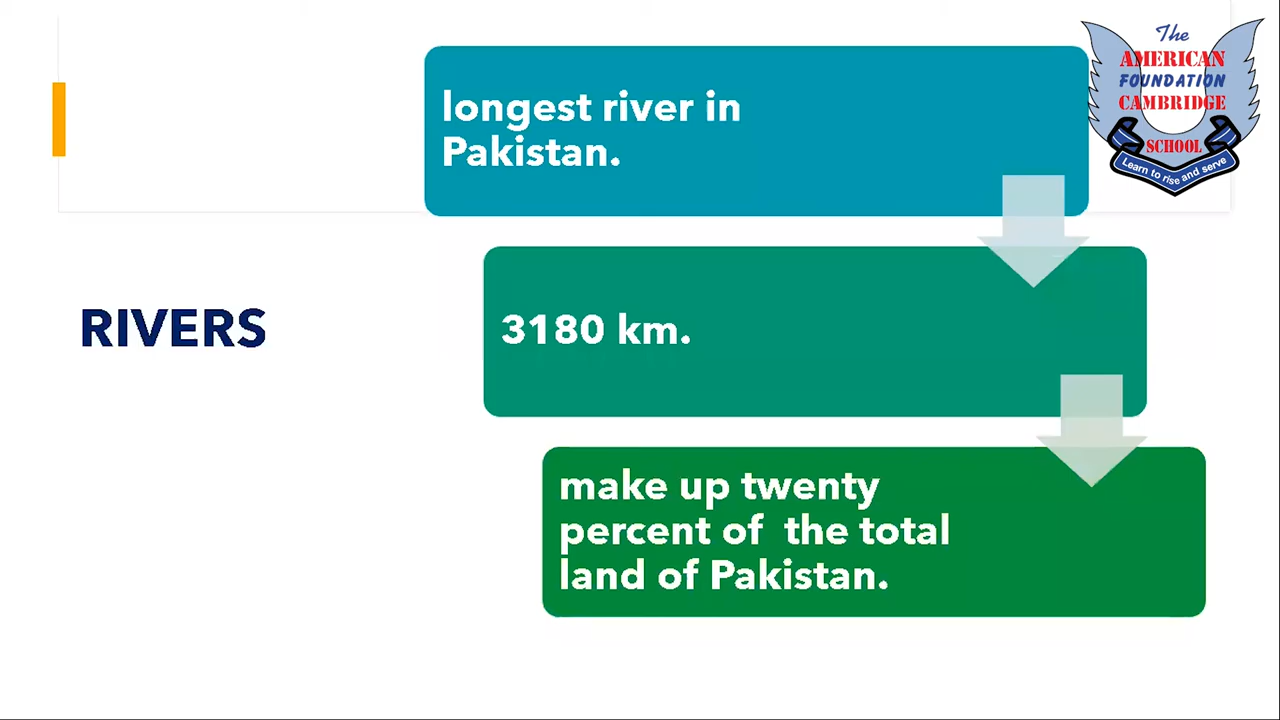 The
AMERICAN
FOUNDATION
CAMBRIDGE
SCHOOL
Learn to rise and serve
longest river in
Pakistan.
RIVERS
3180 km.
make up twenty
percent of  the total
land of Pakistan.